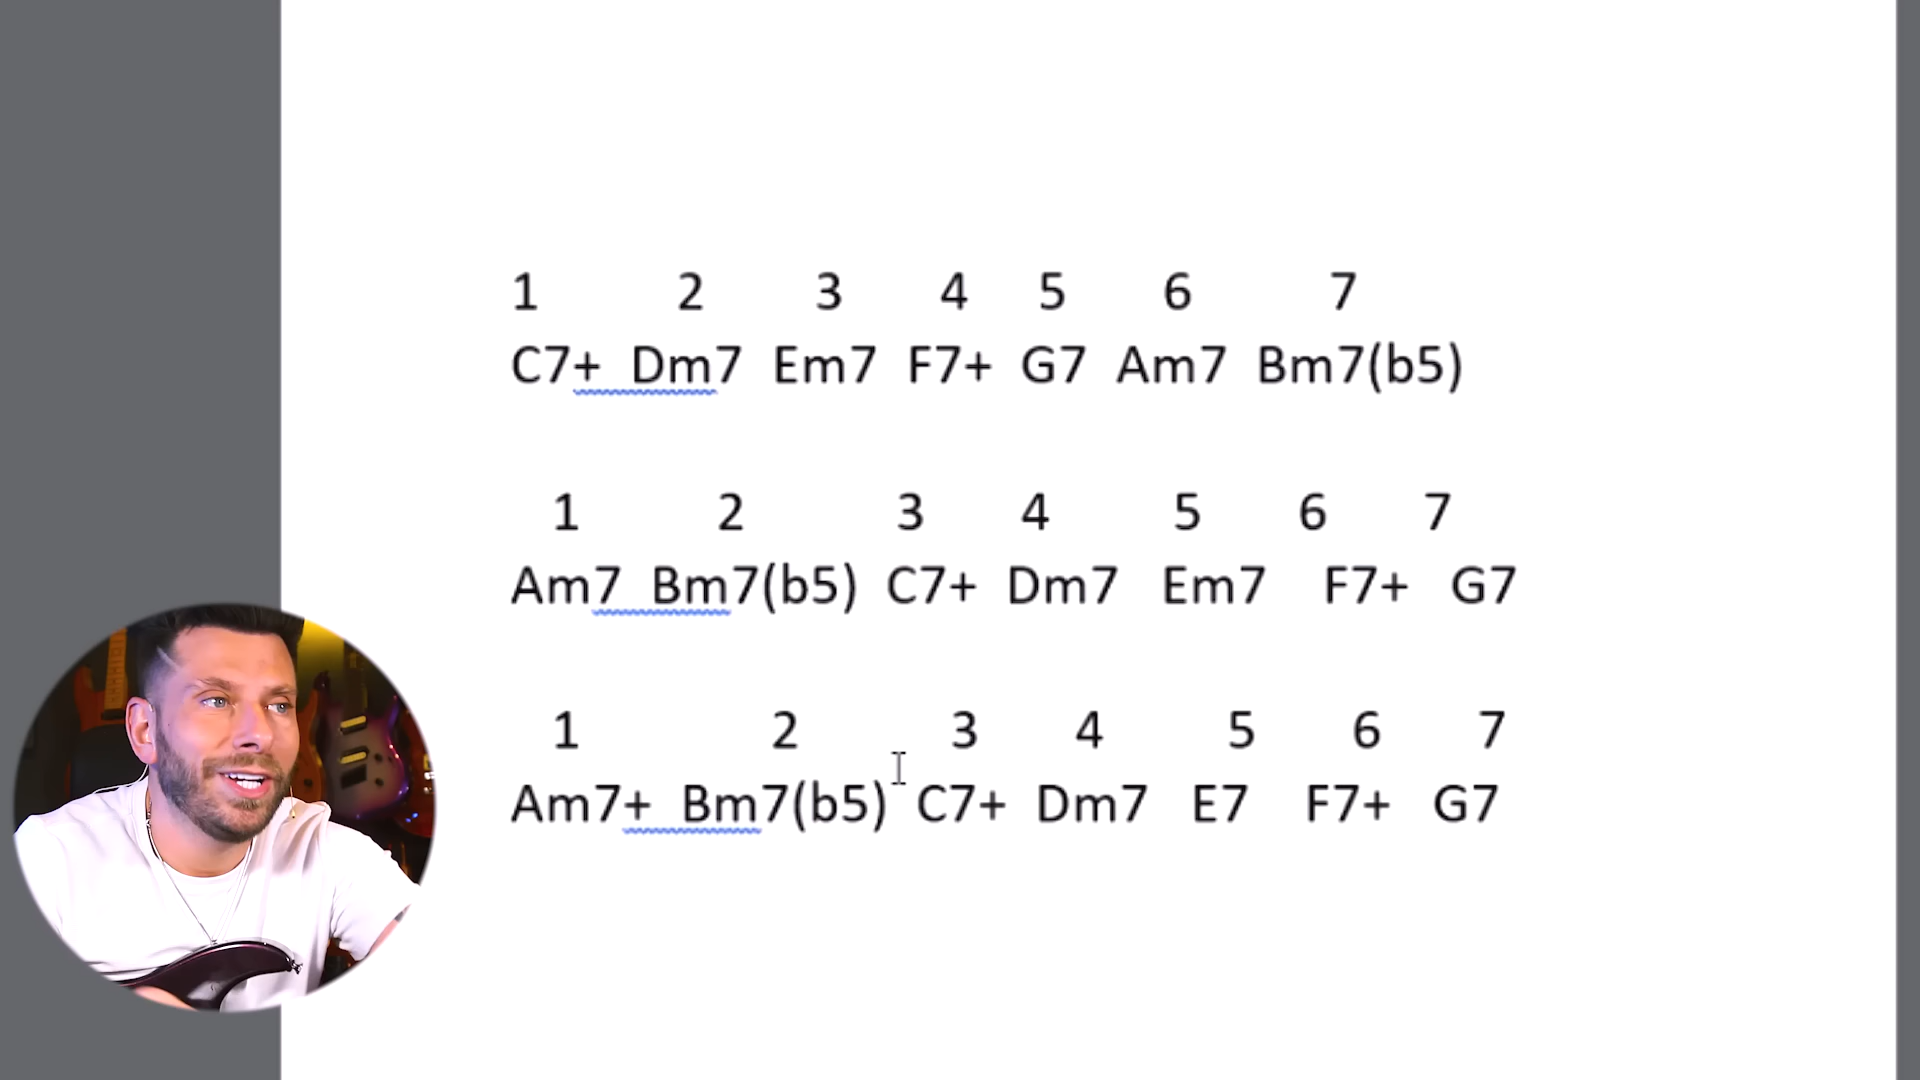 1 2 3 4 5 6 7
C7+ Dm7 Em7 F7+ G7 Am7 Bm7(b5)
1 2 3 4 5 6 7
Am7 Bm7(b5) C7+ Dm7 Em7 F7+ G7
1 2 3 4 5 6 7
Am7+ Bm7(b5) C7+ Dm7 E7 F7+ G7